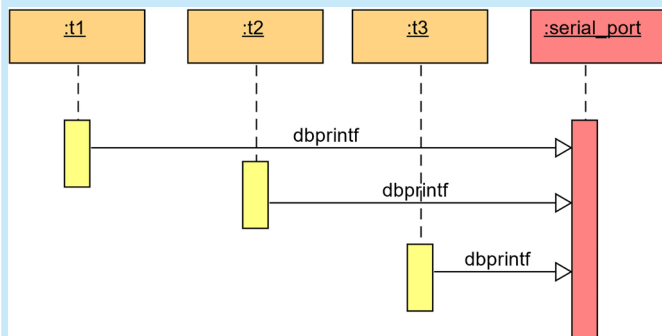 :t1
:t2
:t3
:serial_port
dbprintf
dbprintf
dbprintf